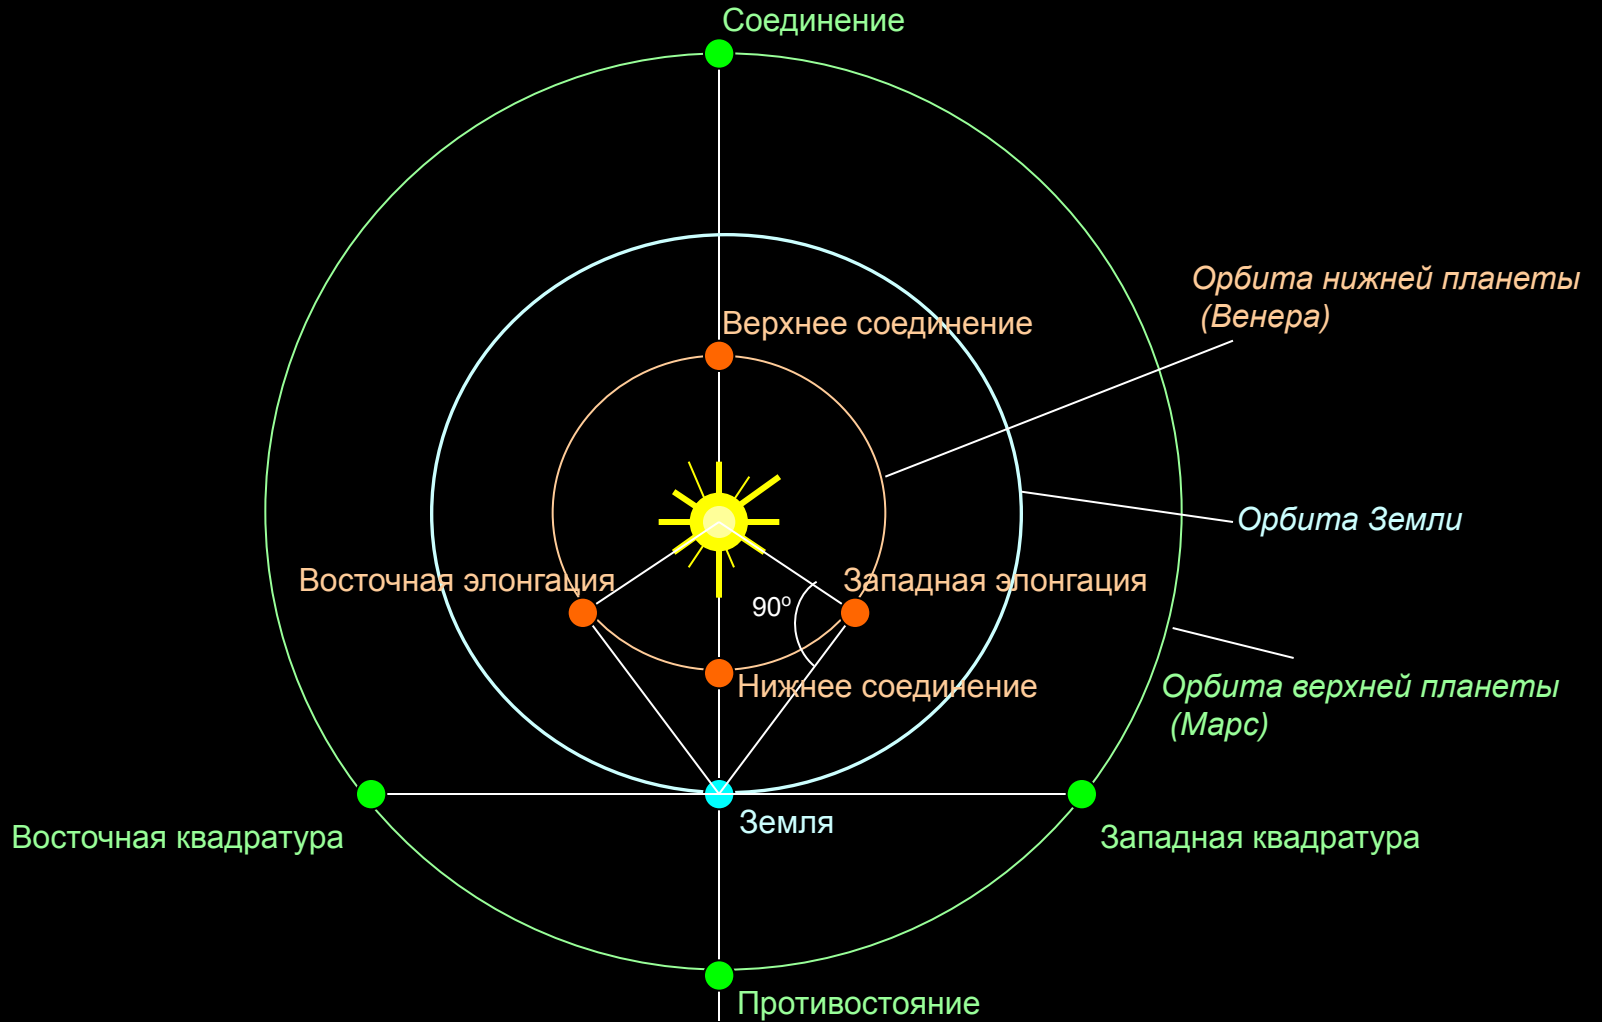 Соединение
Орбита нижней планеты
(Венера)
Верхнее соединение
Орбита Земли
Восточная элонгация
Западная элонгация
90º
Нижнее соединение
Орбита верхней планеты
(Марс)
Земля
Восточная квадратура
Западная квадратура
Противостояние